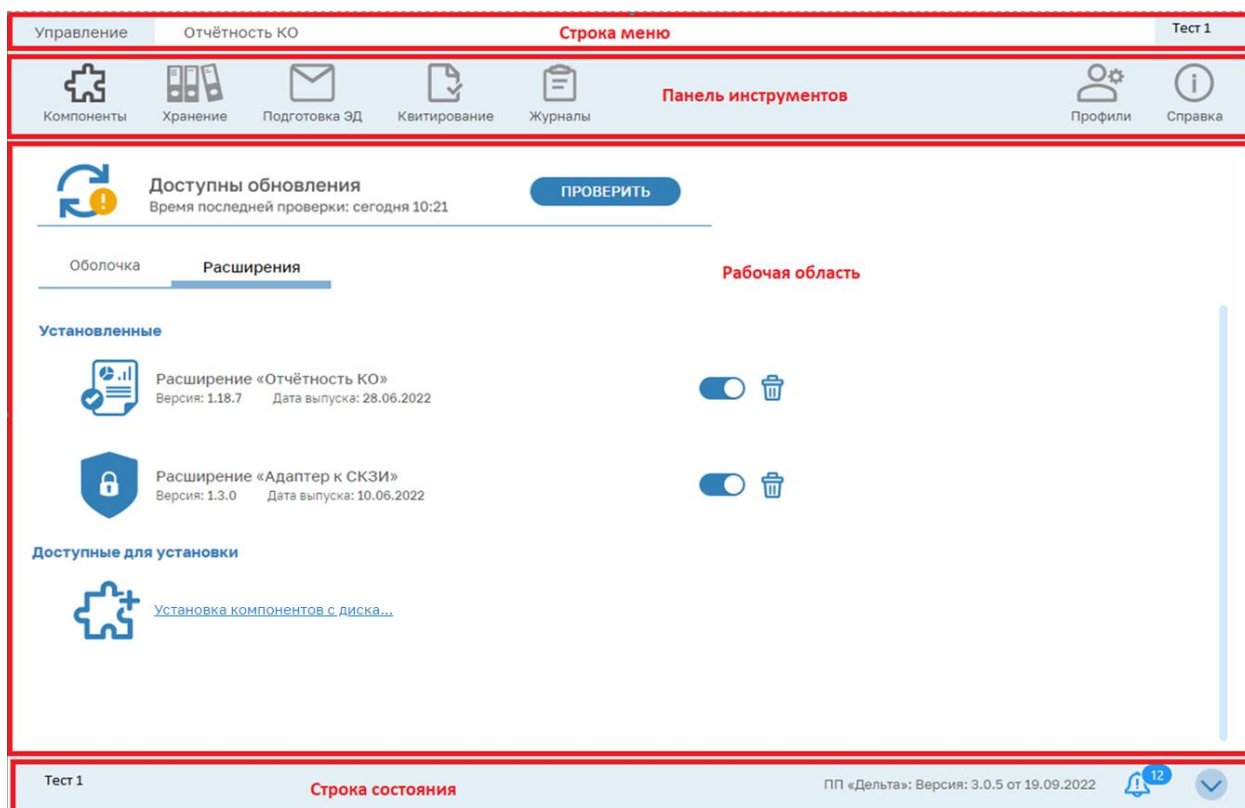 Управление Отчётность КО Строка меню Тест 1
Компоненты Хранение Подготовка ЭД Квитирование Журналы Панель инструментов Профили Справка
Доступны обновления ПРОВЕРИТЬ
Время последней проверки: сегодня 10:21
Оболочка Расширения Рабочая область
Установленные
Расширение «Отчётность КО»
Версия: 1.18.7 Дата выпуска: 28.06.2022
Расширение «Адаптер к СКЗИ»
Версия: 1.3.0 Дата выпуска: 10.06.2022
Доступные для установки
Установка компонентов с диска...
Тест 1 Строка состояния ПП «Дельта»: Версия: 3.0.5 от 19.09.2022 12